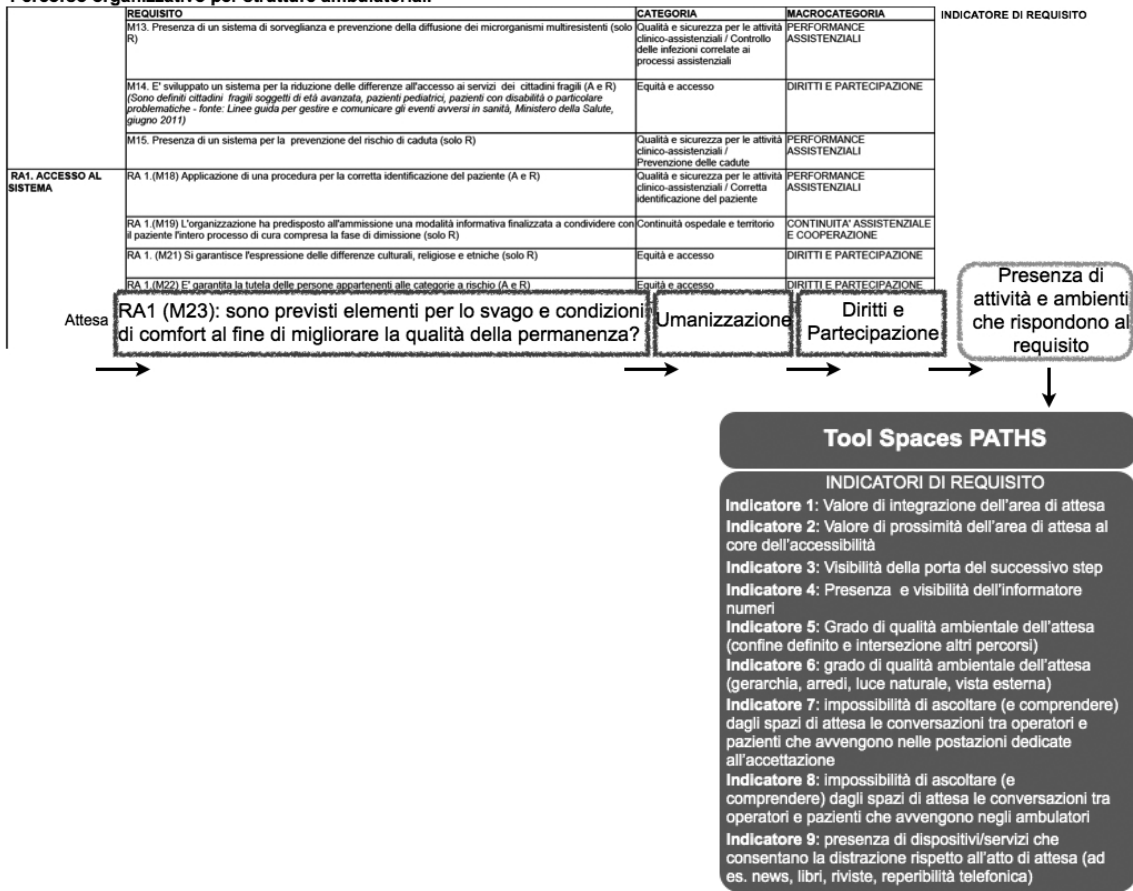 Percorso organizzativo per strutture ambulatoriali
REQUISITO
CATEGORIA
MACROCATEGORIA
INDICATORE DI REQUISITO
M13. Presenza di un sistema di sorveglianza e prevenzione della diffusione dei microrganismi multiresistenti (solo
R)
Qualità e sicurezza per le attività
clinico-assistenziali / Controllo
delle infezioni correlate ai
processi assistenziali
PERFORMANCE
ASSISTENZIALI
M14. E' sviluppato un sistema per la riduzione delle differenze all'accesso ai servizi dei cittadini fragili (A e R)
(Sono definiti cittadini fragili soggetti di età avanzata, pazienti pediatrici, pazienti con disabilità o particolare
problematiche - fonte: Linee guida per gestire e comunicare gli eventi avversi in sanità, Ministero della Salute,
giugno 2011)
Equità e accesso
DIRITTI E PARTECIPAZIONE
M15. Presenza di un sistema per la prevenzione del rischio di caduta (solo R)
Qualità e sicurezza per le attività
clinico-assistenziali /
Prevenzione delle cadute
PERFORMANCE
ASSISTENZIALI
RA1. ACCESSO AL
SISTEMA
RA 1.(M18) Applicazione di una procedura per la corretta identificazione del paziente (A e R)
Qualità e sicurezza per le attività
clinico-assistenziali / Corretta
identificazione del paziente
PERFORMANCE
ASSISTENZIALI
RA 1.(M19) L'organizzazione ha predisposto all'ammissione una modalità informativa finalizzata a condividere con
il paziente l'intero processo di cura compresa la fase di dimissione (solo R)
Continuità ospedale e territorio
CONTINUITA' ASSISTENZIALE
E COOPERAZIONE
RA 1. (M21) Si garantisce l'espressione delle differenze culturali, religiose e etniche (solo R)
Equità e accesso
DIRITTI E PARTECIPAZIONE
RA 1.(M22) E' garantita la tutela delle persone appartenenti alle categorie a rischio (A e R)
Equità e accesso
DIRITTI E PARTECIPAZIONE
Attesa
RA1 (M23): sono previsti elementi per lo svago e condizioni
di comfort al fine di migliorare la qualità della permanenza?
Umanizzazione
Diritti e
Partecipazione
Presenza di
attività e ambienti
che rispondono al
requisito
Tool Spaces PATHS
INDICATORI DI REQUISITO
Indicatore 1: Valore di integrazione dell'area di attesa
Indicatore 2: Valore di prossimità dell'area di attesa al
core dell'accessibilità
Indicatore 3: Visibilità della porta del successivo step
Indicatore 4: Presenza e visibilità dell'informatore
numeri
Indicatore 5: Grado di qualità ambientale dell'attesa
(confine definito e intersezione altri percorsi)
Indicatore 6: grado di qualità ambientale dell'attesa
(gerarchia, arredi, luce naturale, vista esterna)
Indicatore 7: impossibilità di ascoltare (e comprendere)
dagli spazi di attesa le conversazioni tra operatori e
pazienti che avvengono nelle postazioni dedicate
all'accettazione
Indicatore 8: impossibilità di ascoltare (e
comprendere) dagli spazi di attesa le conversazioni tra
operatori e pazienti che avvengono negli ambulatori
Indicatore 9: presenza di dispositivi/servizi che
consentano la distrazione rispetto all'atto di attesa (ad
es. news, libri, riviste, reperibilità telefonica)